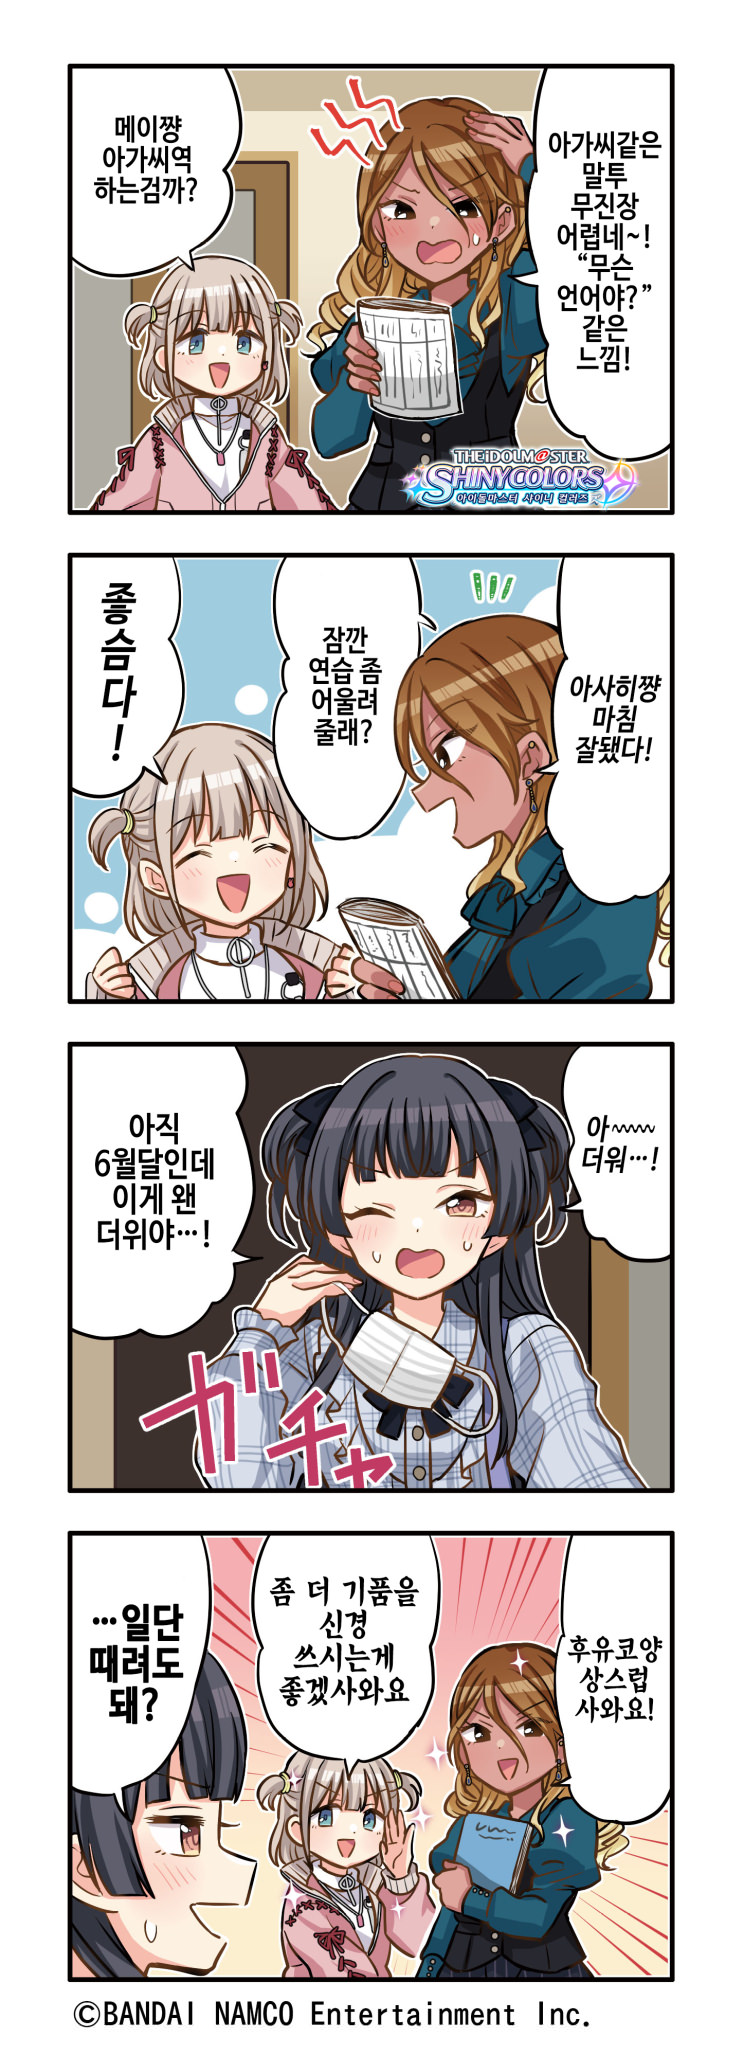 아가씨같은
말투
무진장
어렵네~!
“무슨
언어야?”
같은
느낌!
메이쨩
아가씨역
하는검까?
THE iDOLM@STER
SHINY COLORS
아이돌마스터 샤이니 컬러즈
아사히쨩
마침
잘됐다!
잠깐
연습 좀
어울려
줄래?
좋슴다!
아~~~
더워…!
아직
6월달인데
이게 왠
더위야…!
ガチャ
후유코양
상스럽
사와요!
좀 더 기품을
신경
쓰시는게
좋겠사와요
…일단
때려도
돼?
©BANDAI NAMCO Entertainment Inc.